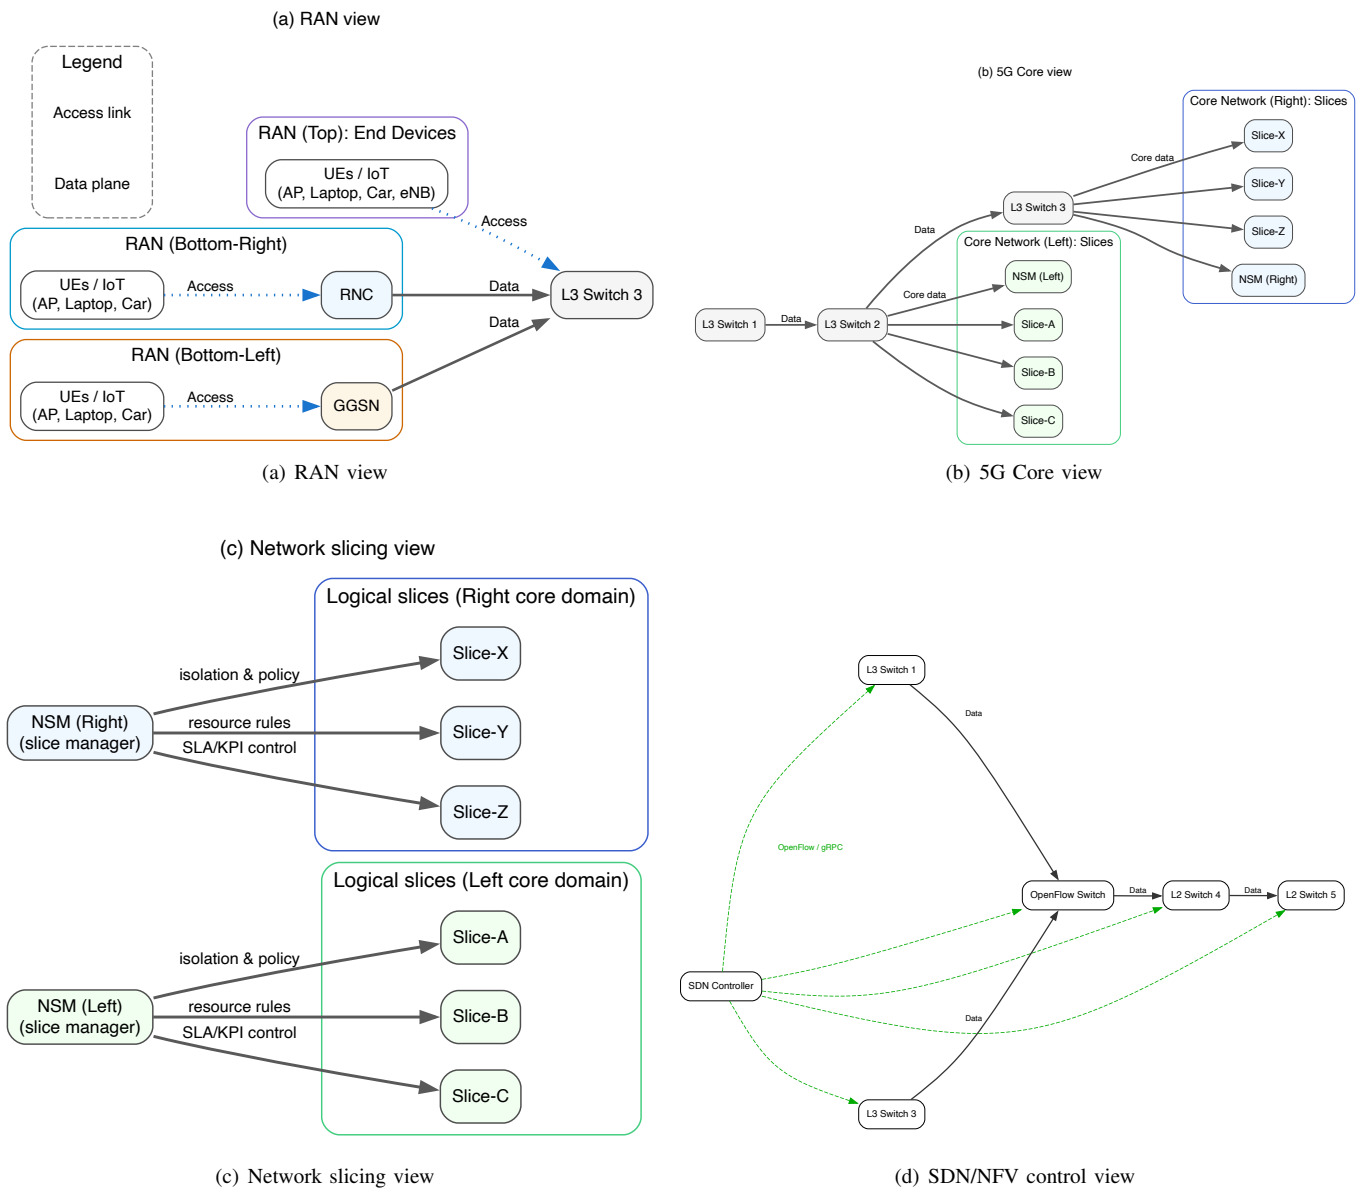 (a) RAN view
Legend
Access link
Data plane
RAN (Top): End Devices
UEs / IoT
(AP, Laptop, Car, eNB)
Access
RAN (Bottom-Right)
UEs / IoT
(AP, Laptop, Car)
Access
RNC
Data
L3 Switch 3
Data
RAN (Bottom-Left)
UEs / IoT
(AP, Laptop, Car)
Access
GGSN
(a) RAN view
(b) 5G Core view
Core Network (Right): Slices
Slice-X
Core data
Slice-Y
L3 Switch 3
Slice-Z
Data
Core Network (Left): Slices
NSM (Left)
NSM (Right)
Core data
L3 Switch 1
Data
L3 Switch 2
Slice-A
Slice-B
Slice-C
(b) 5G Core view
(c) Network slicing view
Logical slices (Right core domain)
Slice-X
isolation & policy
NSM (Right)
(slice manager)
resource rules
Slice-Y
SLA/KPI control
Slice-Z
Logical slices (Left core domain)
Slice-A
isolation & policy
NSM (Left)
(slice manager)
resource rules
Slice-B
SLA/KPI control
Slice-C
(c) Network slicing view
L3 Switch 1
Data
OpenFlow / gRPC
OpenFlow Switch
Data
L2 Switch 4
Data
L2 Switch 5
SDN Controller
Data
L3 Switch 3
(d) SDN/NFV control view